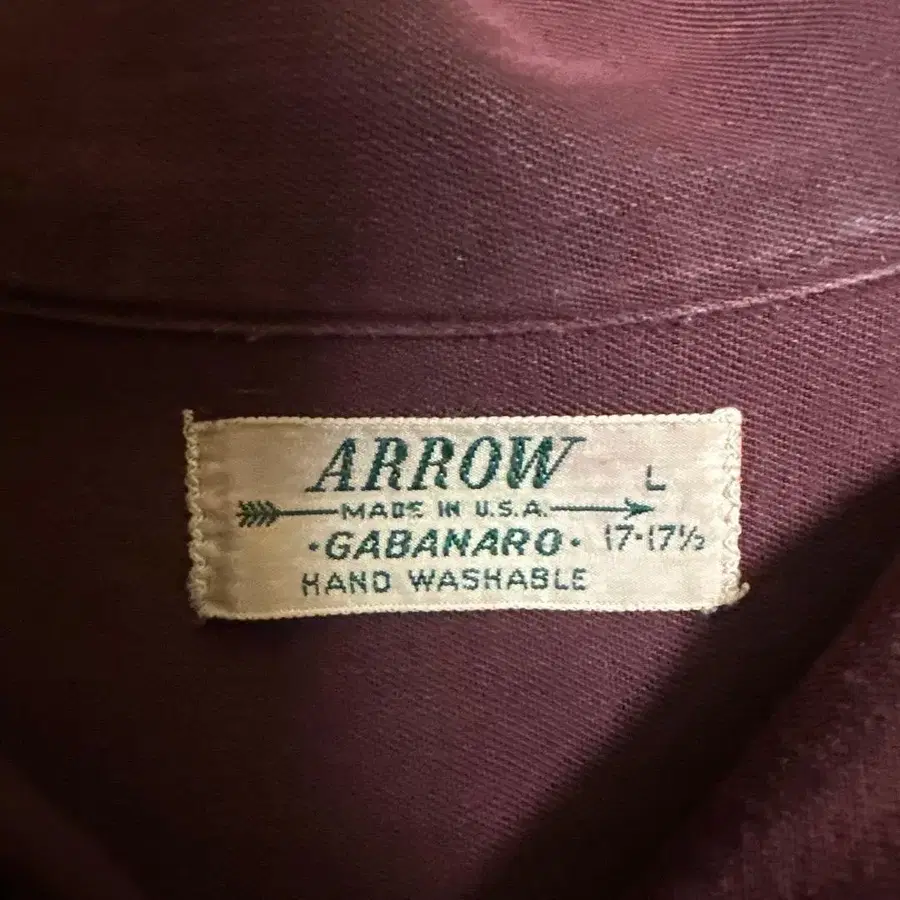 ARROW
L
MADE IN U.S.A.
·GABANARO· 17-17½
HAND WASHABLE